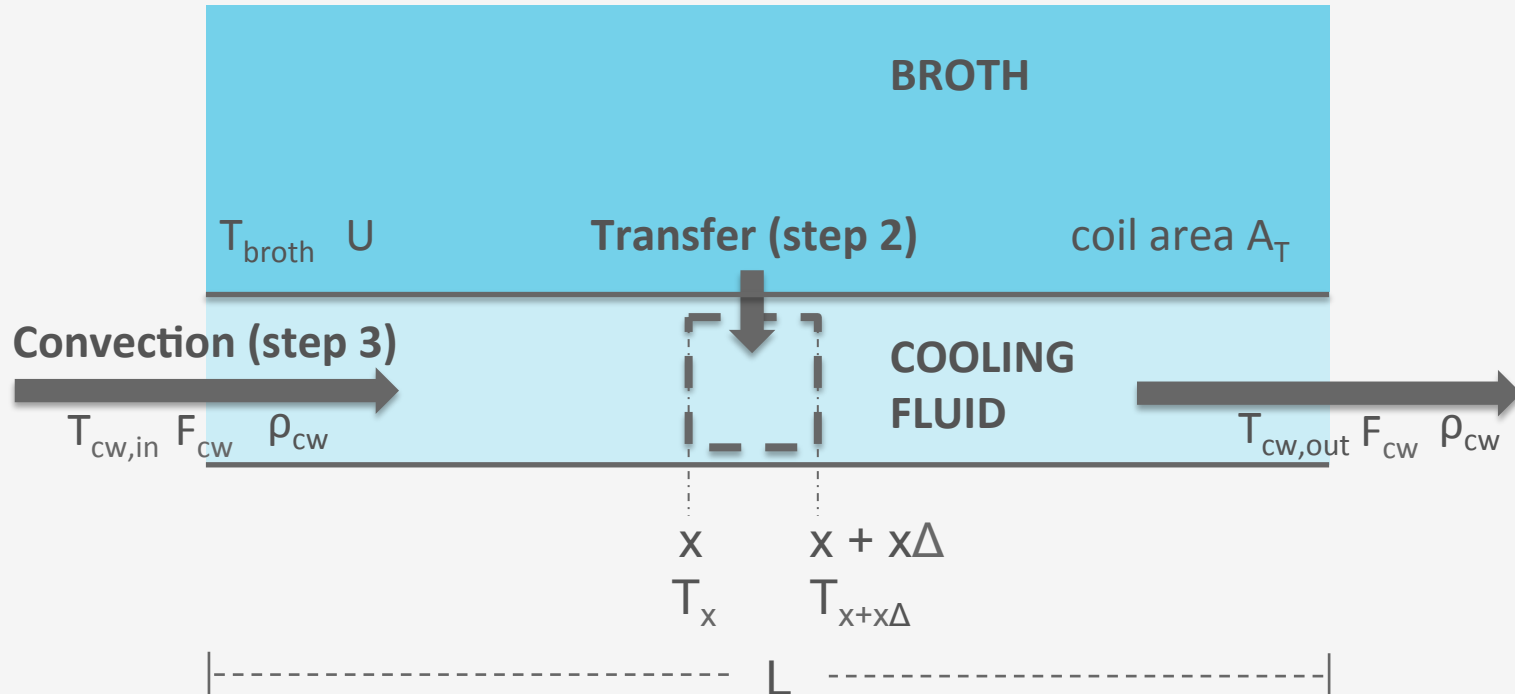 BROTH
T_broth U
Transfer (step 2)
coil area A_T
Convection (step 3)
COOLING
FLUID
T_cw,in F_cw ρ_cw
T_cw,out F_cw ρ_cw
x
x + xΔ
T_x
T_x+xΔ
L